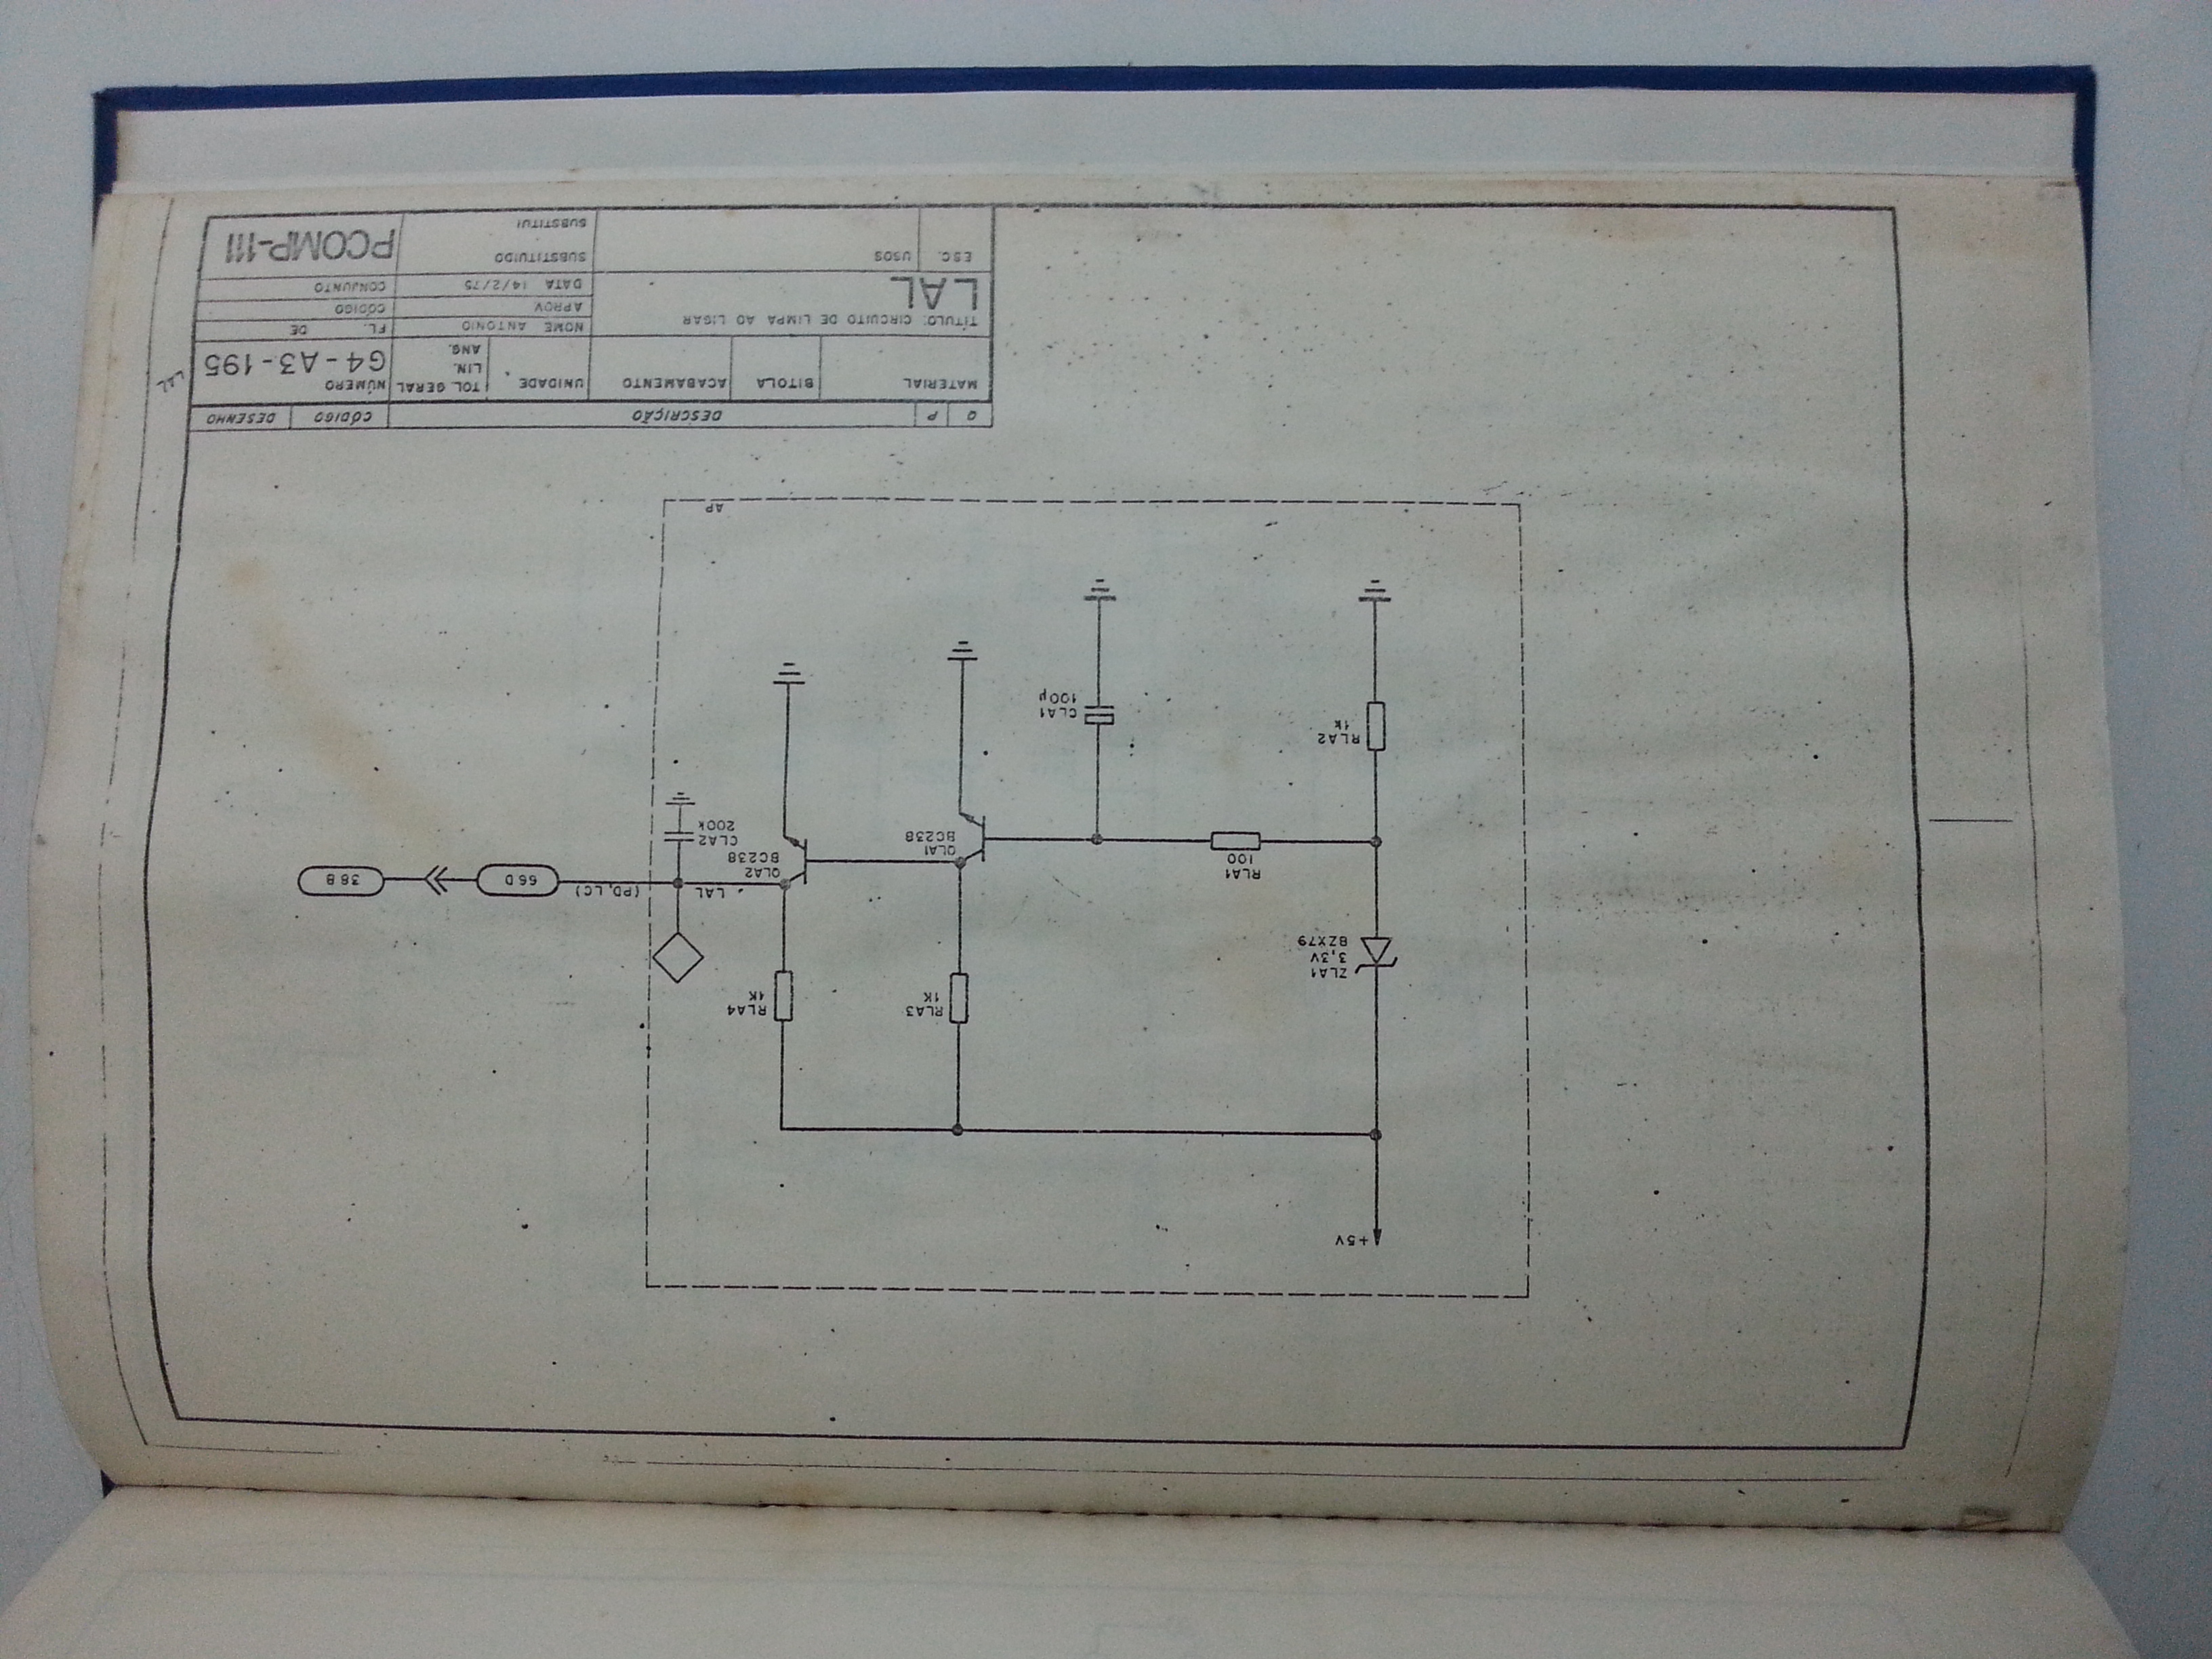 +5V
RLA3
1K
RLA4
1K
ZLA1
3,3V
BZX79
RLA1
100
QLA1
BC238
QLA2
BC238
LAL
(PD, LC)
66D
38B
CLA2
200k
RLA2
1k
CLA1
100µ
AP
Q P DESCRIÇÃO CÓDIGO DESENHO
MATERIAL BITOLA ACABAMENTO UNIDADE TOL. GERAL
LIN.
ANG.
NÚMERO
G4-A3-195
TÍTULO: CIRCUITO DE LIMPA AO LIGAR
LAL
NOME ANTONIO
APROV.
DATA 14/2/75
FL. DE
CÓDIGO
CONJUNTO
ESC. USOS
SUBSTITUIDO
SUBSTITUI
PCOMP-111